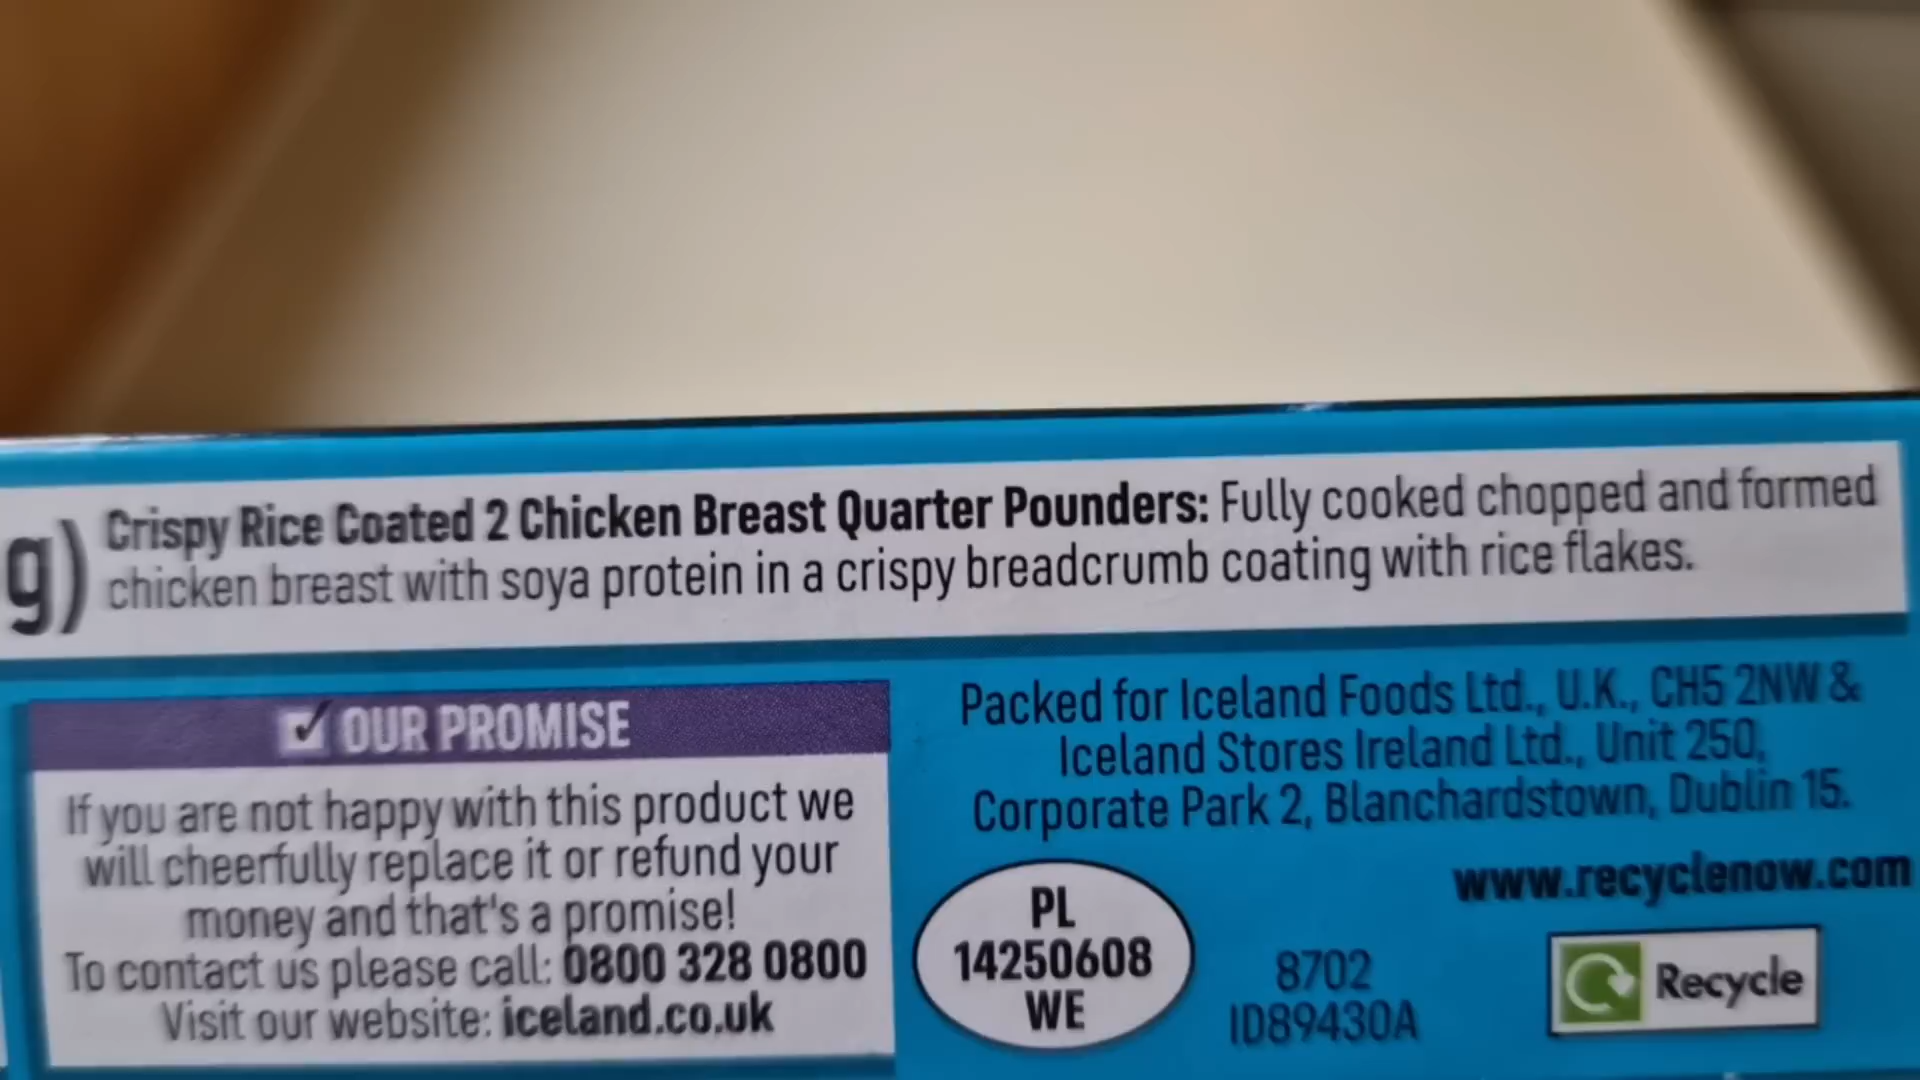 g)
Crispy Rice Coated 2 Chicken Breast Quarter Pounders: Fully cooked chopped and formed
chicken breast with soya protein in a crispy breadcrumb coating with rice flakes.
OUR PROMISE
If you are not happy with this product we
will cheerfully replace it or refund your
money and that's a promise!
To contact us please call: 0800 328 0800
Visit our website: iceland.co.uk
Packed for Iceland Foods Ltd., U.K., CH5 2NW &
Iceland Stores Ireland Ltd., Unit 250,
Corporate Park 2, Blanchardstown, Dublin 15.
www.recyclenow.com
PL
14250608
WE
8702
ID89430A
Recycle